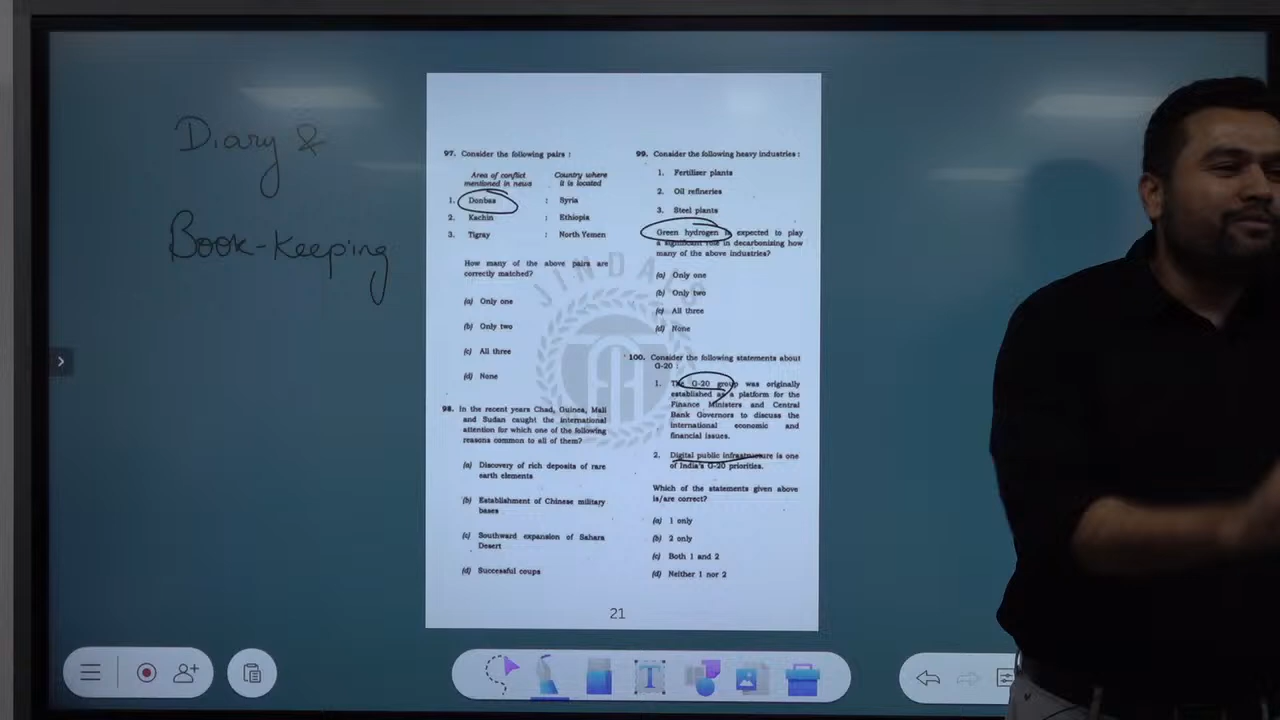 Diary &
Book-Keeping
97. Consider the following pairs :
Area of conflict mentioned in news
Country where it is located
1. Donbas : Syria
2. Kachin : Ethiopia
3. Tigray : North Yemen
How many of the above pairs are
correctly matched?
(a) Only one
(b) Only two
(c) All three
(d) None
98. In the recent years Chad, Guinea, Mali
and Sudan caught the international
attention for which one of the following
reasons common to all of them?
(a) Discovery of rich deposits of rare
earth elements
(b) Establishment of Chinese military
bases
(c) Southward expansion of Sahara
Desert
(d) Successful coups
99. Consider the following heavy industries :
1. Fertilizer plants
2. Oil refineries
3. Steel plants
Green hydrogen is expected to play
a significant role in decarbonizing how
many of the above industries?
(a) Only one
(b) Only two
(c) All three
(d) None
100. Consider the following statements about
G-20 :
1. The G-20 group was originally
established as a platform for the
Finance Ministers and Central
Bank Governors to discuss the
international economic and
financial issues.
2. Digital public infrastructure is one
of India's G-20 priorities.
Which of the statements given above
is/are correct?
(a) 1 only
(b) 2 only
(c) Both 1 and 2
(d) Neither 1 nor 2
21
T